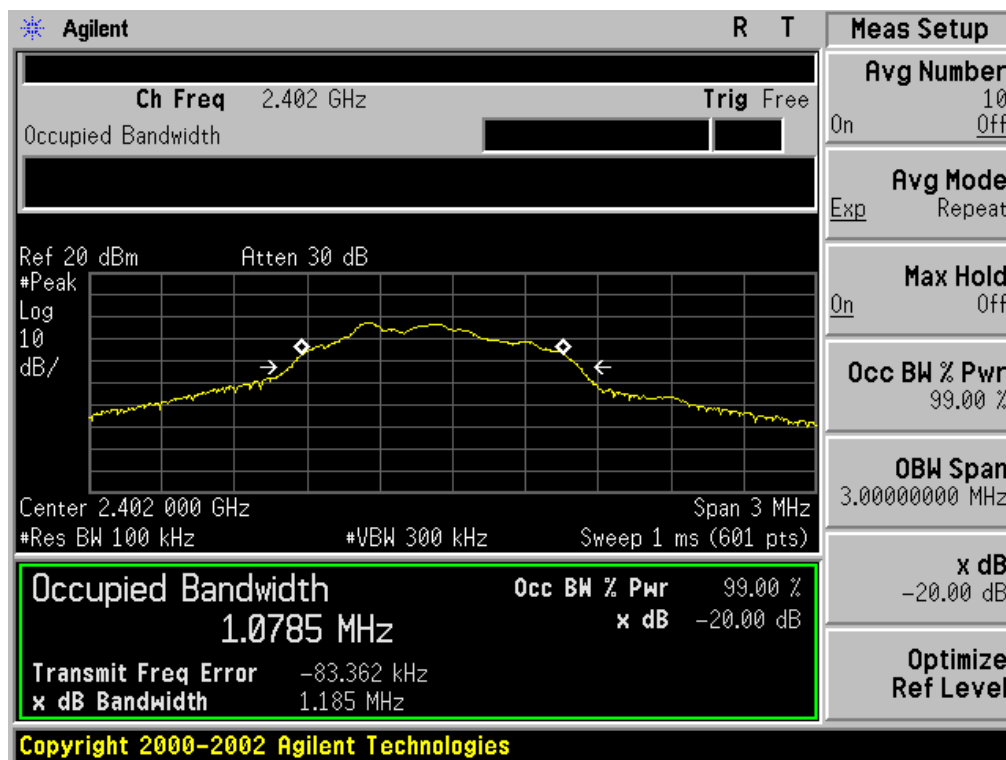 Agilent R T
Ch Freq 2.402 GHz Trig Free
Occupied Bandwidth
Ref 20 dBm Atten 30 dB
#Peak
Log
10
dB/
Center 2.402 000 GHz Span 3 MHz
#Res BW 100 kHz #VBW 300 kHz Sweep 1 ms (601 pts)
Occupied Bandwidth Occ BW % Pwr 99.00 %
1.0785 MHz x dB -20.00 dB
Transmit Freq Error -83.362 kHz
x dB Bandwidth 1.185 MHz
Copyright 2000-2002 Agilent Technologies
Meas Setup
Avg Number
10
On Off
Avg Mode
Exp Repeat
Max Hold
On Off
Occ BW % Pwr
99.00 %
OBW Span
3.00000000 MHz
x dB
-20.00 dB
Optimize
Ref Level